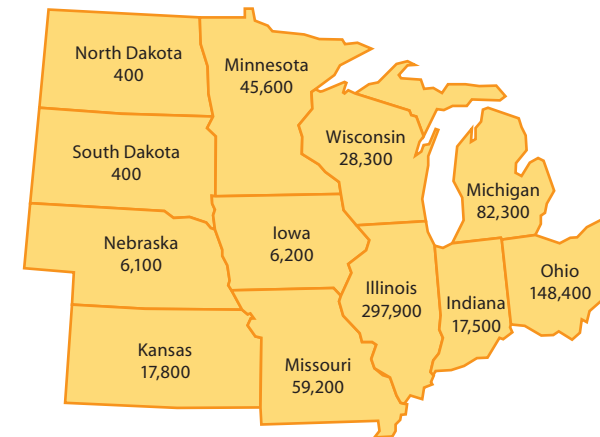 North Dakota
400
Minnesota
45,600
Wisconsin
28,300
South Dakota
400
Michigan
82,300
Iowa
6,200
Nebraska
6,100
Ohio
148,400
Illinois
297,900
Indiana
17,500
Kansas
17,800
Missouri
59,200